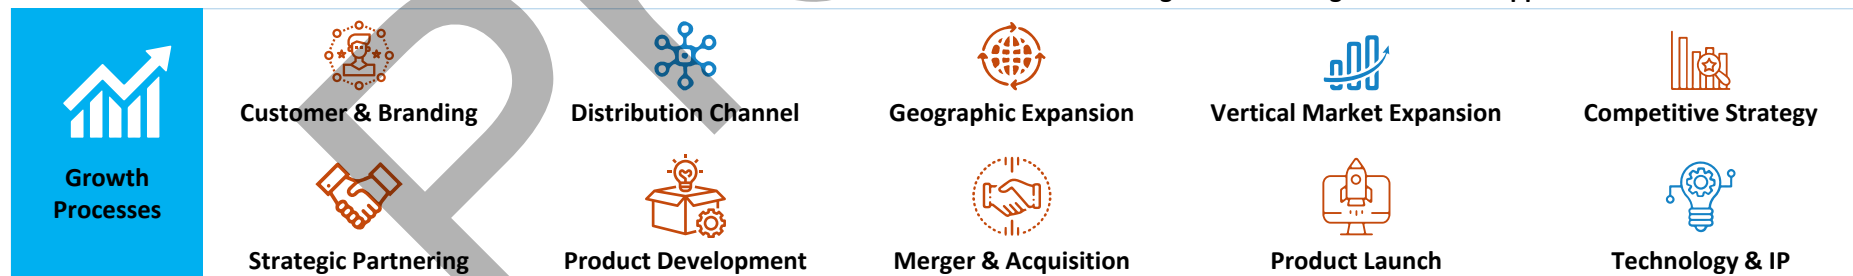 Customer & Branding
Distribution Channel
Geographic Expansion
Vertical Market Expansion
Competitive Strategy
Growth
Processes
Strategic Partnering
Product Development
Merger & Acquisition
Product Launch
Technology & IP